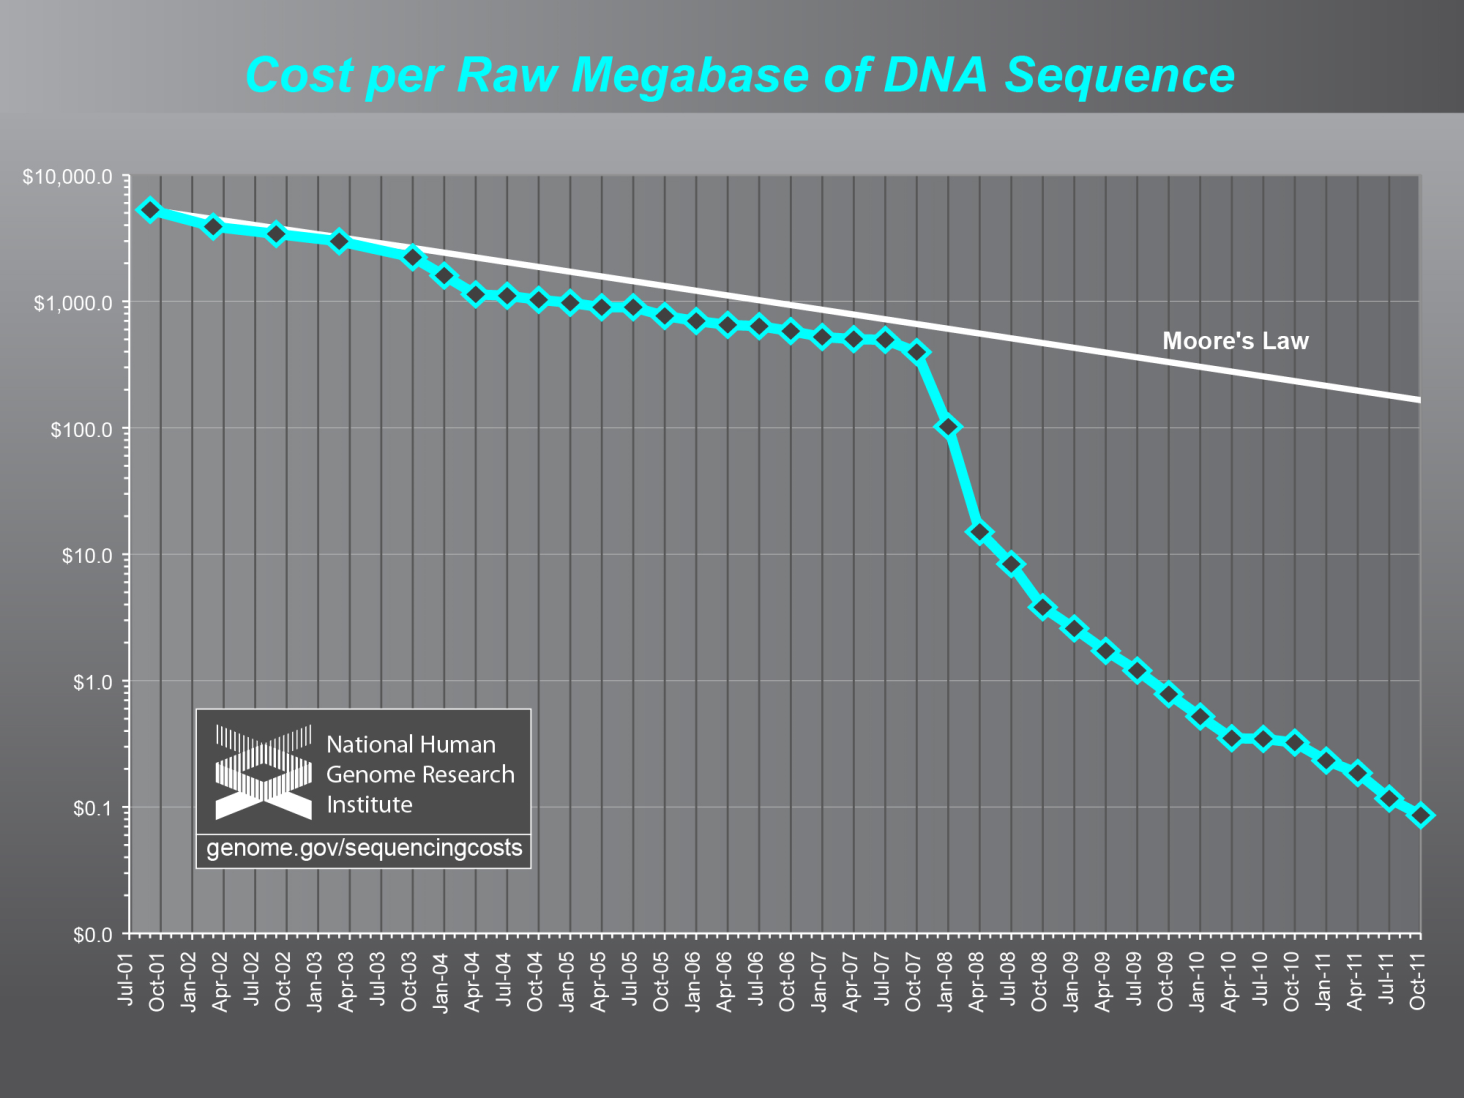 Cost per Raw Megabase of DNA Sequence
$10,000.0
$1,000.0
$100.0
$10.0
$1.0
$0.1
$0.0
Moore's Law
National Human
Genome Research
Institute
genome.gov/sequencingcosts
Jul-01
Oct-01
Jan-02
Apr-02
Jul-02
Oct-02
Jan-03
Apr-03
Jul-03
Oct-03
Jan-04
Apr-04
Jul-04
Oct-04
Jan-05
Apr-05
Jul-05
Oct-05
Jan-06
Apr-06
Jul-06
Oct-06
Jan-07
Apr-07
Jul-07
Oct-07
Jan-08
Apr-08
Jul-08
Oct-08
Jan-09
Apr-09
Jul-09
Oct-09
Jan-10
Apr-10
Jul-10
Oct-10
Jan-11
Apr-11
Jul-11
Oct-11